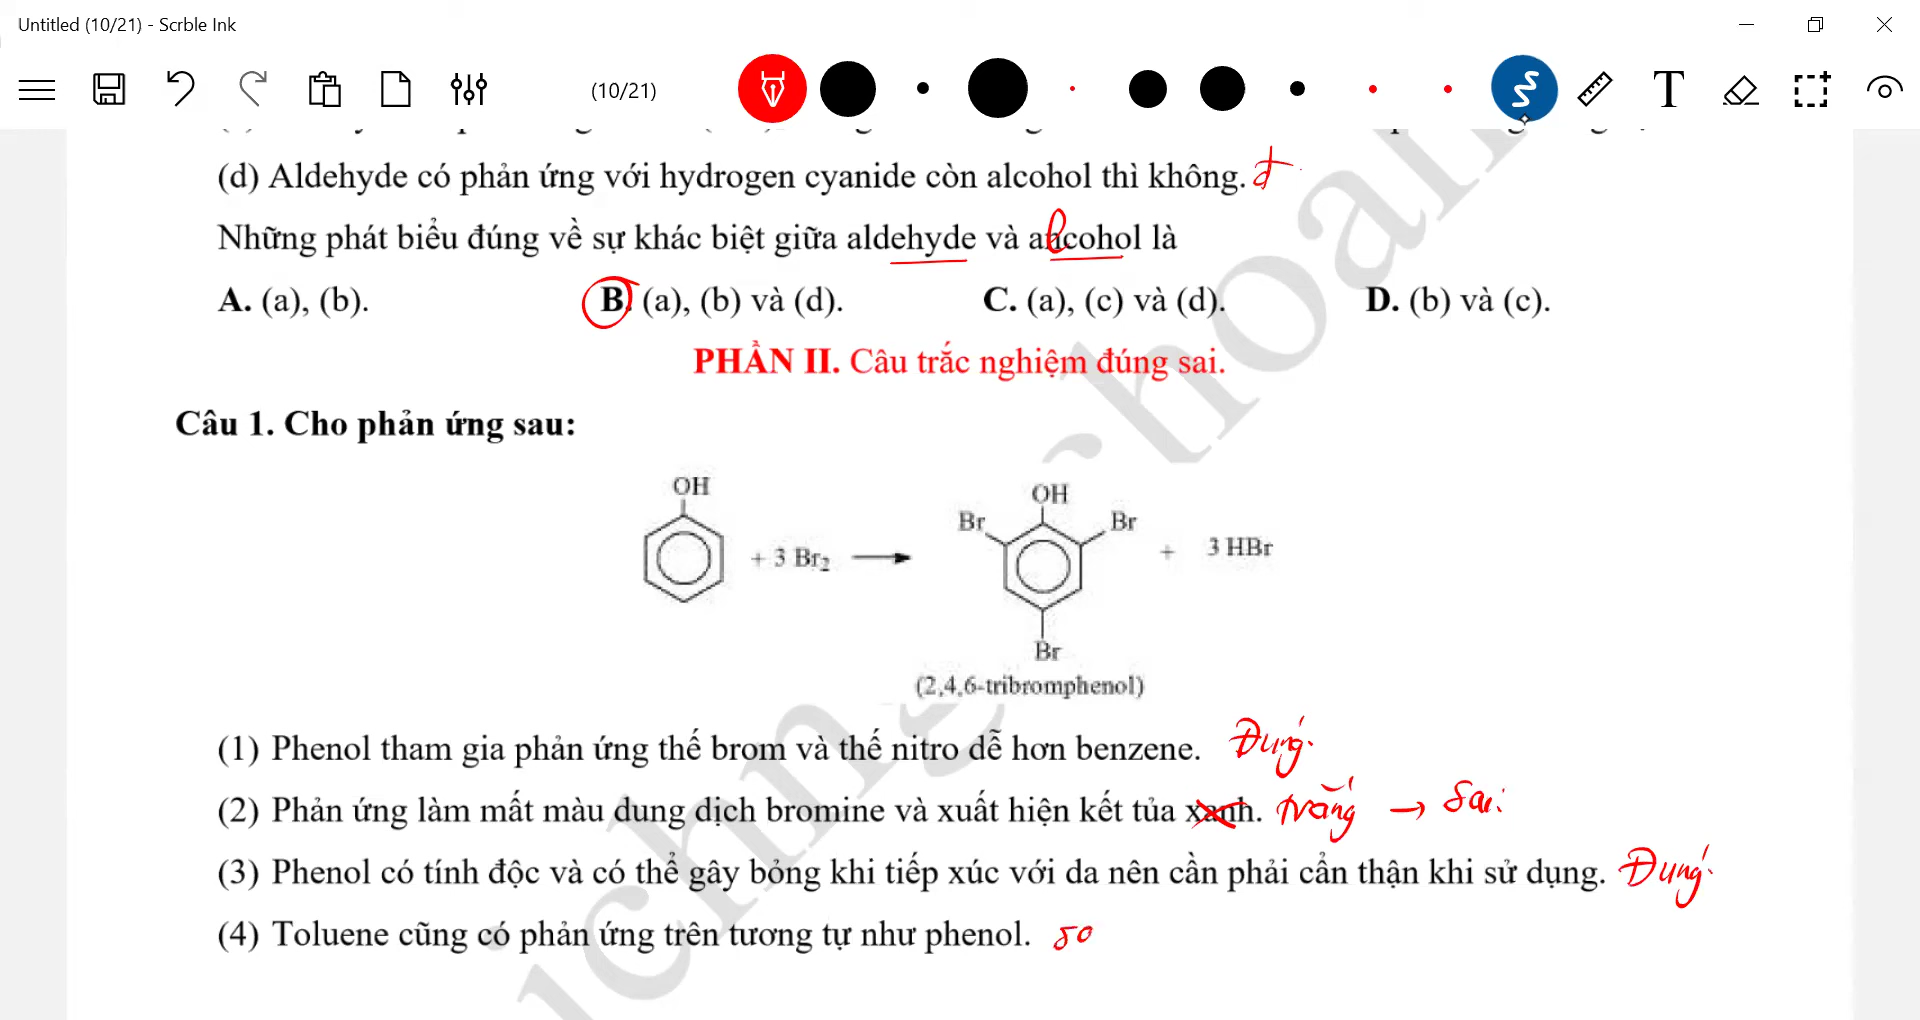 Untitled (10/21) - Scrble Ink
(10/21)
T
(d) Aldehyde có phản ứng với hydrogen cyanide còn alcohol thì không. đ
Những phát biểu đúng về sự khác biệt giữa aldehyde và alcohol là
A. (a), (b). B. (a), (b) và (d). C. (a), (c) và (d). D. (b) và (c).
PHẦN II. Câu trắc nghiệm đúng sai.
Câu 1. Cho phản ứng sau:
OH
+ 3 Br₂
OH
Br
Br
Br
+ 3 HBr
(2,4,6-tribromphenol)
(1) Phenol tham gia phản ứng thế brom và thế nitro dễ hơn benzene. Đúng.
(2) Phản ứng làm mất màu dung dịch bromine và xuất hiện kết tủa xanh. trắng → Sai.
(3) Phenol có tính độc và có thể gây bỏng khi tiếp xúc với da nên cần phải cẩn thận khi sử dụng. Đúng.
(4) Toluene cũng có phản ứng trên tương tự như phenol.